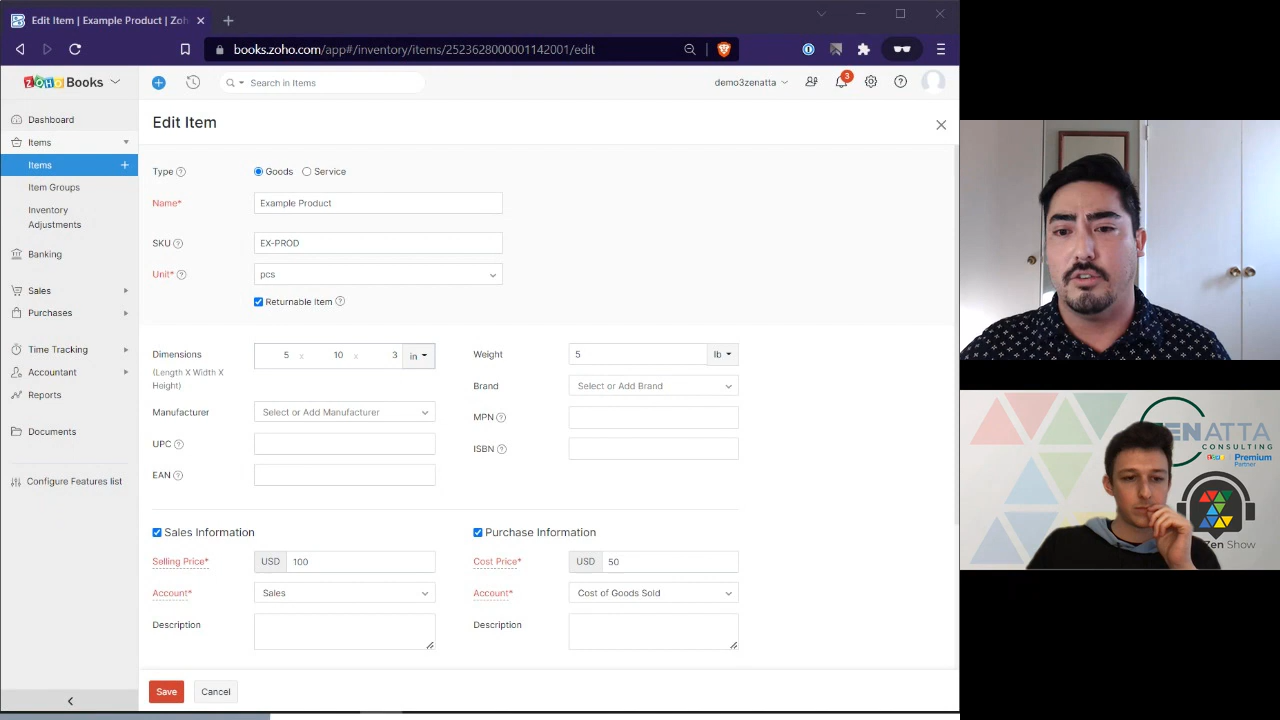 Edit Item | Example Product | Zoh
books.zoho.com/app#/inventory/items/2523628000001142001/edit
ZOHO Books
Search in Items
demo3zenatta
3
Dashboard
Items
Items
Item Groups
Inventory
Adjustments
Banking
Sales
Purchases
Time Tracking
Accountant
Reports
Documents
Configure Features list
Edit Item
Type
Goods
Service
Name*
Example Product
SKU
EX-PROD
Unit*
pcs
Returnable Item
Dimensions
(Length X Width X
Height)
5 x 10 x 3 in
Weight
5 lb
Brand
Select or Add Brand
Manufacturer
Select or Add Manufacturer
MPN
UPC
ISBN
EAN
Sales Information
Purchase Information
Selling Price*
USD 100
Cost Price*
USD 50
Account*
Sales
Account*
Cost of Goods Sold
Description
Description
Save
Cancel
ENATTA
CONSULTING
Premium
Partner
Zen Show